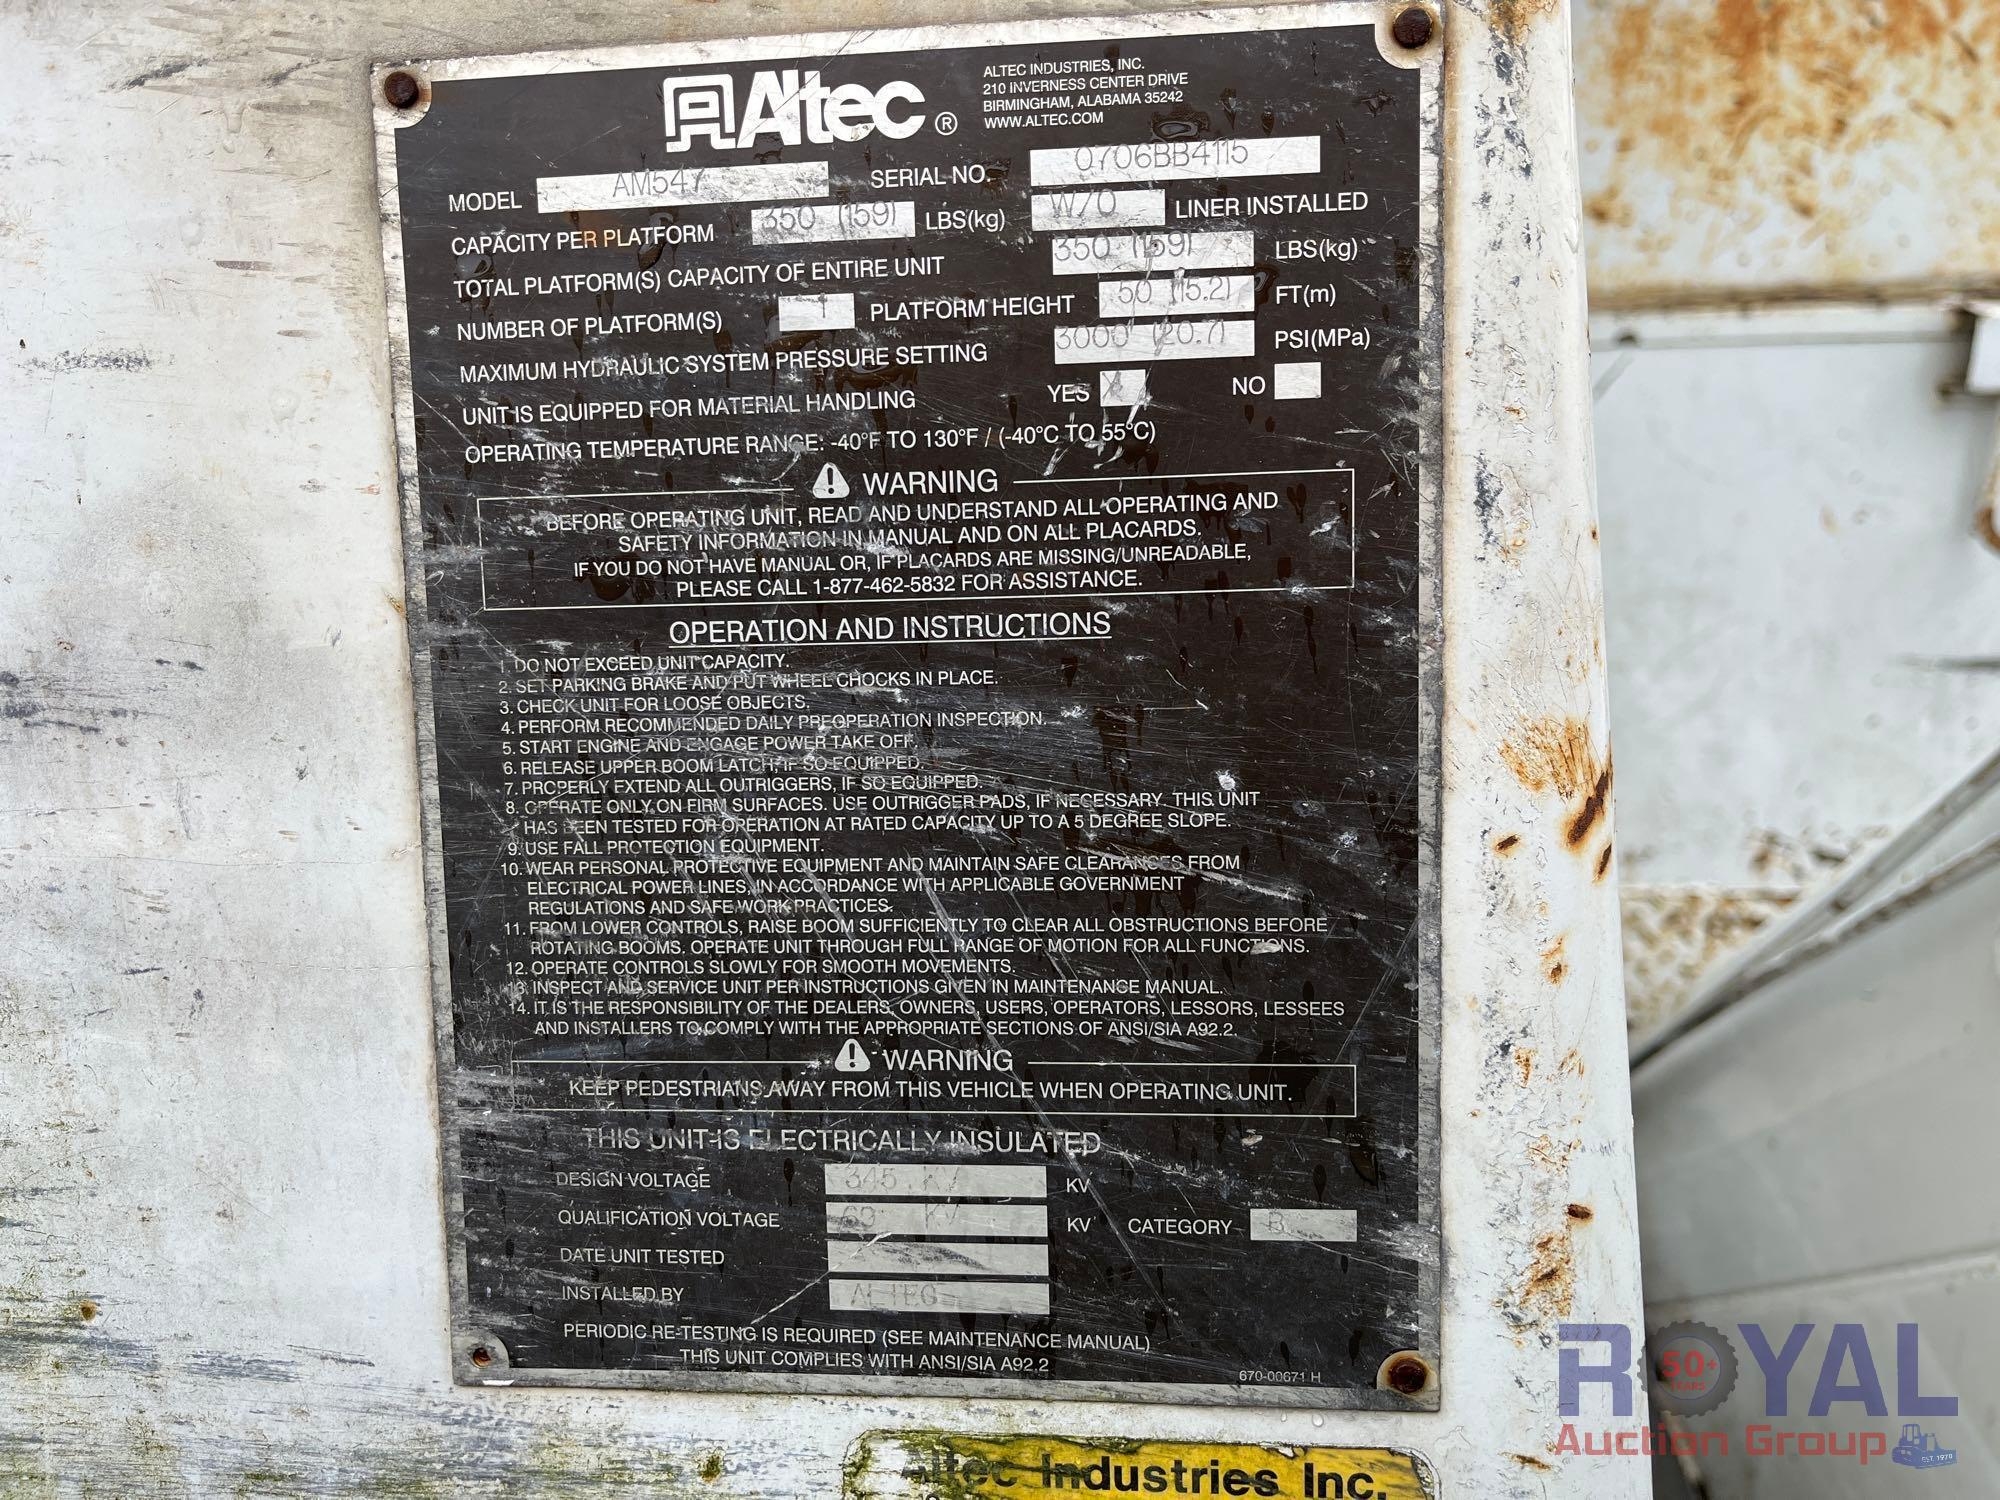 Altec®
ALTEC INDUSTRIES, INC.
210 INVERNESS CENTER DRIVE
BIRMINGHAM, ALABAMA 35242
WWW.ALTEC.COM
MODEL AM547 SERIAL NO. 0706BB4115
CAPACITY PER PLATFORM 350 (159) LBS(kg) W/O LINER INSTALLED
TOTAL PLATFORM(S) CAPACITY OF ENTIRE UNIT 350 (159) LBS(kg)
NUMBER OF PLATFORM(S) 1 PLATFORM HEIGHT 50 (15.2) FT(m)
MAXIMUM HYDRAULIC SYSTEM PRESSURE SETTING 3000 (20.7) PSI(MPa)
UNIT IS EQUIPPED FOR MATERIAL HANDLING YES X NO
OPERATING TEMPERATURE RANGE: -40°F TO 130°F / (-40°C TO 55°C)
WARNING
BEFORE OPERATING UNIT, READ AND UNDERSTAND ALL OPERATING AND
SAFETY INFORMATION IN MANUAL AND ON ALL PLACARDS.
IF YOU DO NOT HAVE MANUAL OR, IF PLACARDS ARE MISSING/UNREADABLE,
PLEASE CALL 1-877-462-5832 FOR ASSISTANCE.
OPERATION AND INSTRUCTIONS
1. DO NOT EXCEED UNIT CAPACITY.
2. SET PARKING BRAKE AND PUT WHEEL CHOCKS IN PLACE.
3. CHECK UNIT FOR LOOSE OBJECTS.
4. PERFORM RECOMMENDED DAILY PREOPERATION INSPECTION.
5. START ENGINE AND ENGAGE POWER TAKE OFF.
6. RELEASE UPPER BOOM LATCH, IF SO EQUIPPED.
7. PROPERLY EXTEND ALL OUTRIGGERS, IF SO EQUIPPED.
8. OPERATE ONLY ON FIRM SURFACES. USE OUTRIGGER PADS, IF NECESSARY. THIS UNIT
HAS BEEN TESTED FOR OPERATION AT RATED CAPACITY UP TO A 5 DEGREE SLOPE.
9. USE FALL PROTECTION EQUIPMENT.
10. WEAR PERSONAL PROTECTIVE EQUIPMENT AND MAINTAIN SAFE CLEARANCES FROM
ELECTRICAL POWER LINES, IN ACCORDANCE WITH APPLICABLE GOVERNMENT
REGULATIONS AND SAFE WORK PRACTICES.
11. FROM LOWER CONTROLS, RAISE BOOM SUFFICIENTLY TO CLEAR ALL OBSTRUCTIONS BEFORE
ROTATING BOOMS. OPERATE UNIT THROUGH FULL RANGE OF MOTION FOR ALL FUNCTIONS.
12. OPERATE CONTROLS SLOWLY FOR SMOOTH MOVEMENTS.
13. INSPECT AND SERVICE UNIT PER INSTRUCTIONS GIVEN IN MAINTENANCE MANUAL.
14. IT IS THE RESPONSIBILITY OF THE DEALERS, OWNERS, USERS, OPERATORS, LESSORS, LESSEES
AND INSTALLERS TO COMPLY WITH THE APPROPRIATE SECTIONS OF ANSI/SIA A92.2.
WARNING
KEEP PEDESTRIANS AWAY FROM THIS VEHICLE WHEN OPERATING UNIT.
THIS UNIT IS ELECTRICALLY INSULATED
DESIGN VOLTAGE 345 KV KV
QUALIFICATION VOLTAGE 69 KV KV CATEGORY B
DATE UNIT TESTED
INSTALLED BY ALTEC
PERIODIC RE-TESTING IS REQUIRED (SEE MAINTENANCE MANUAL)
THIS UNIT COMPLIES WITH ANSI/SIA A92.2
670-00671 H
Altec Industries Inc.
ROYAL
50+ YEARS
Auction Group
EST. 1970